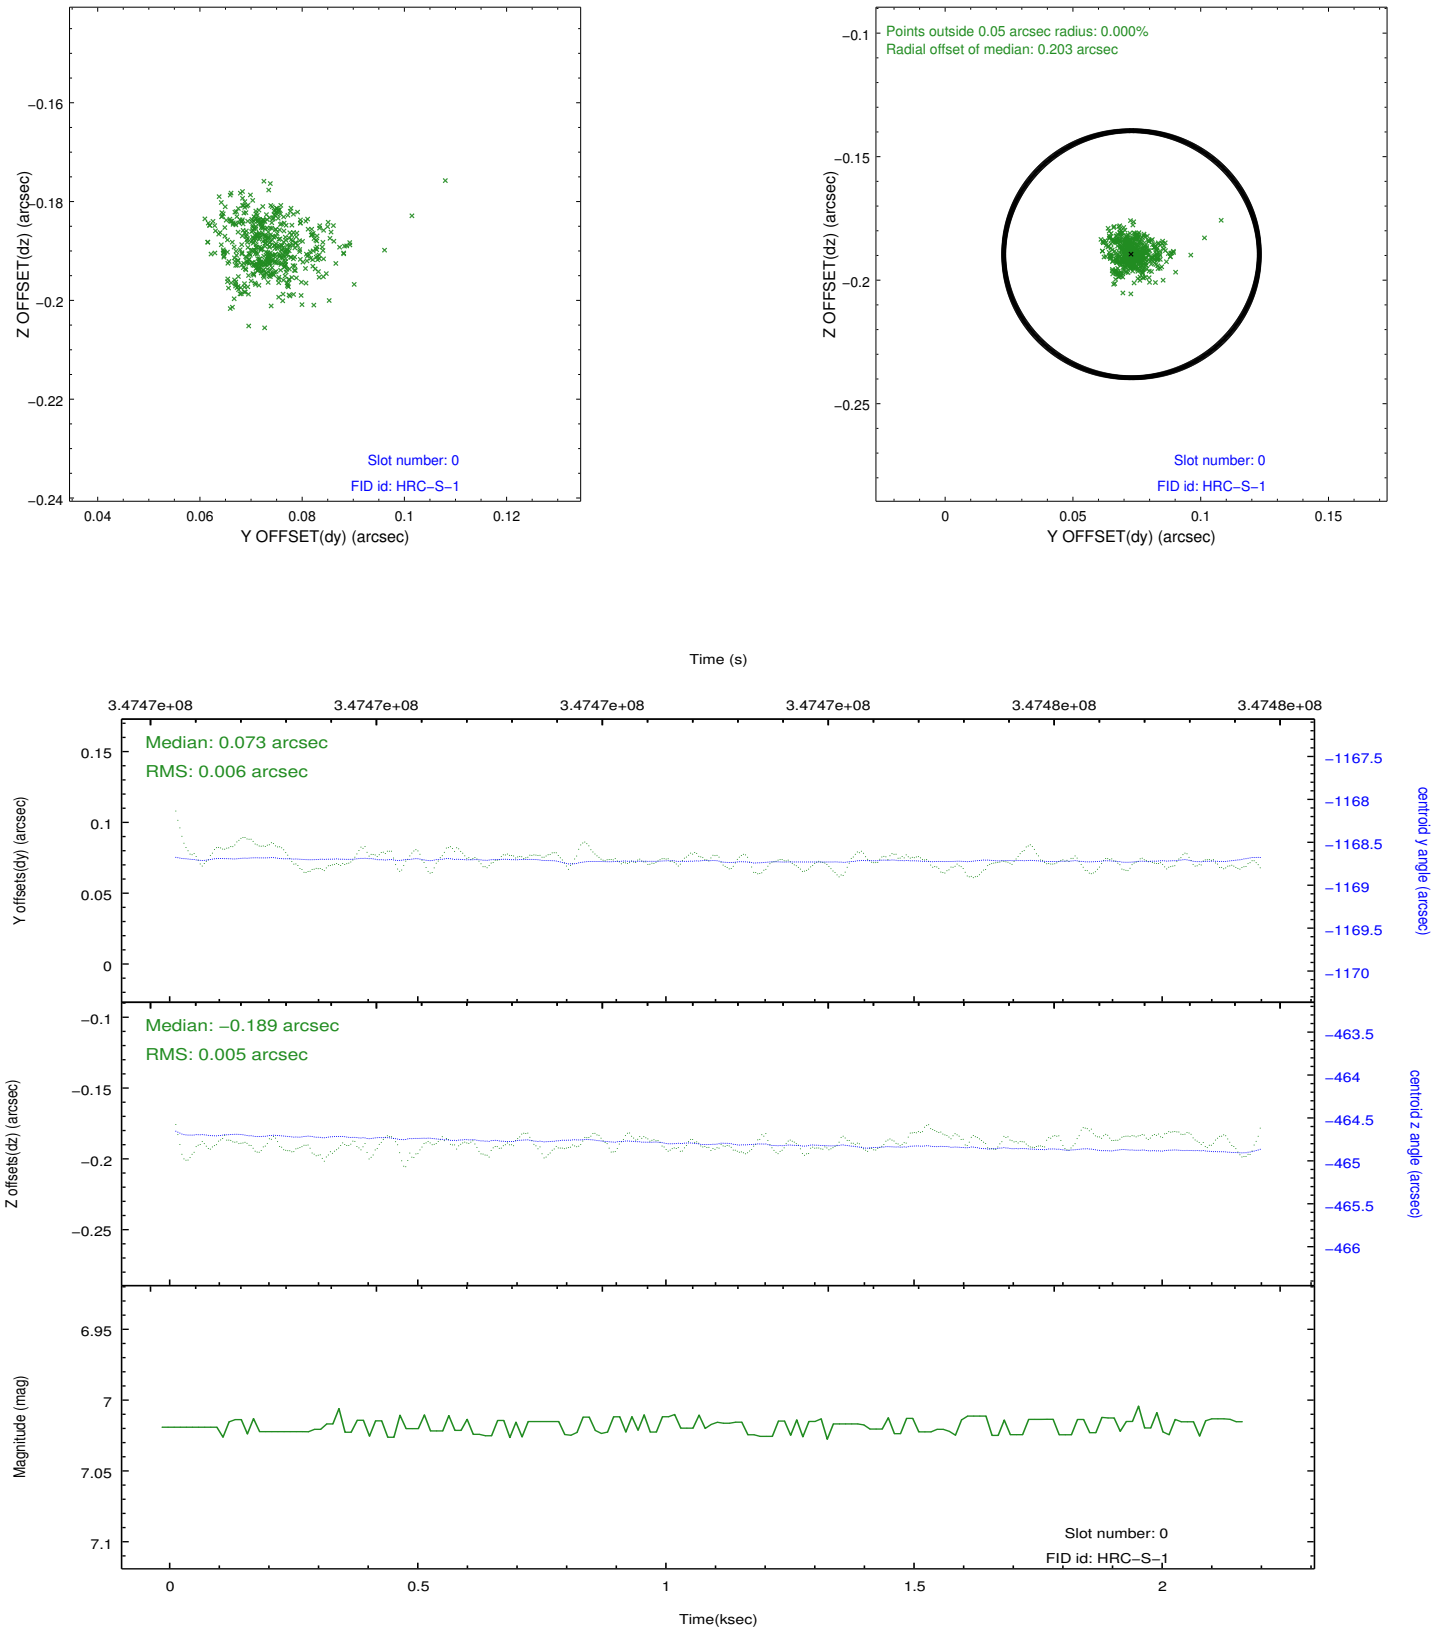 −0.16
−0.18
−0.2
−0.22
−0.24
0.04
0.06
0.08
0.1
0.12
Z OFFSET(dz) (arcsec)
Y OFFSET(dy) (arcsec)
Slot number: 0
FID id: HRC−S−1
Points outside 0.05 arcsec radius: 0.000%
Radial offset of median: 0.203 arcsec
−0.1
−0.15
−0.2
−0.25
0
0.05
0.1
0.15
Z OFFSET(dz) (arcsec)
Y OFFSET(dy) (arcsec)
Slot number: 0
FID id: HRC−S−1
Time (s)
3.4747e+08
3.4747e+08
3.4747e+08
3.4747e+08
3.4748e+08
3.4748e+08
Median: 0.073 arcsec
RMS: 0.006 arcsec
0.15
0.1
0.05
0
Y offsets(dy) (arcsec)
−1167.5
−1168
−1168.5
−1169
−1169.5
−1170
centroid y angle (arcsec)
Median: −0.189 arcsec
RMS: 0.005 arcsec
−0.1
−0.15
−0.2
−0.25
Z offsets(dz) (arcsec)
−463.5
−464
−464.5
−465
−465.5
−466
centroid z angle (arcsec)
6.95
7
7.05
7.1
Magnitude (mag)
Slot number: 0
FID id: HRC−S−1
0
0.5
1
1.5
2
Time(ksec)